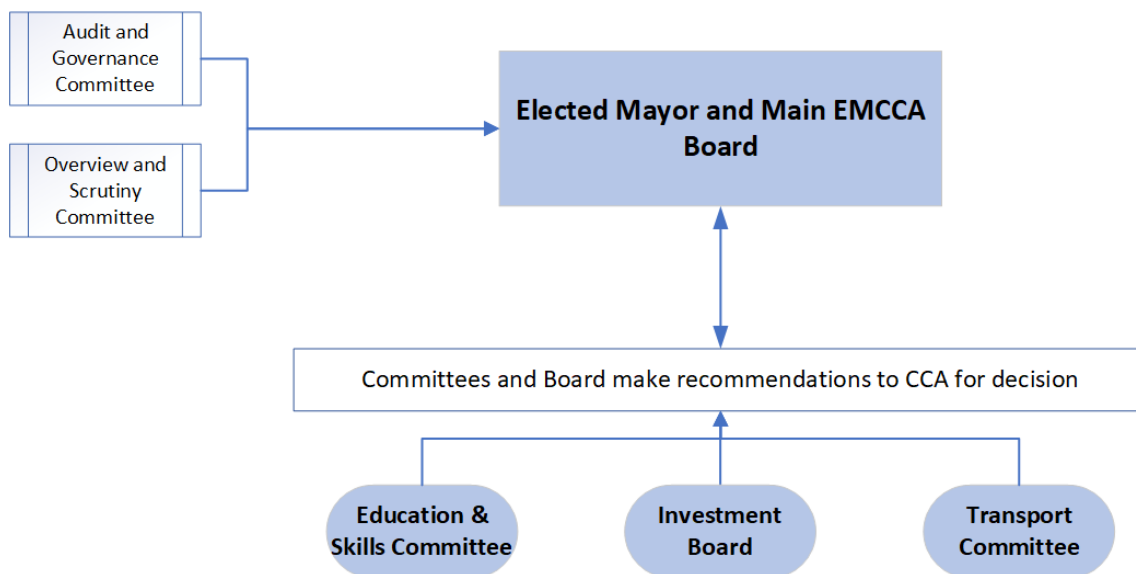 Audit and
Governance
Committee
Elected Mayor and Main EMCCA
Board
Overview and
Scrutiny
Committee
Committees and Board make recommendations to CCA for decision
Education &
Skills Committee
Investment
Board
Transport
Committee